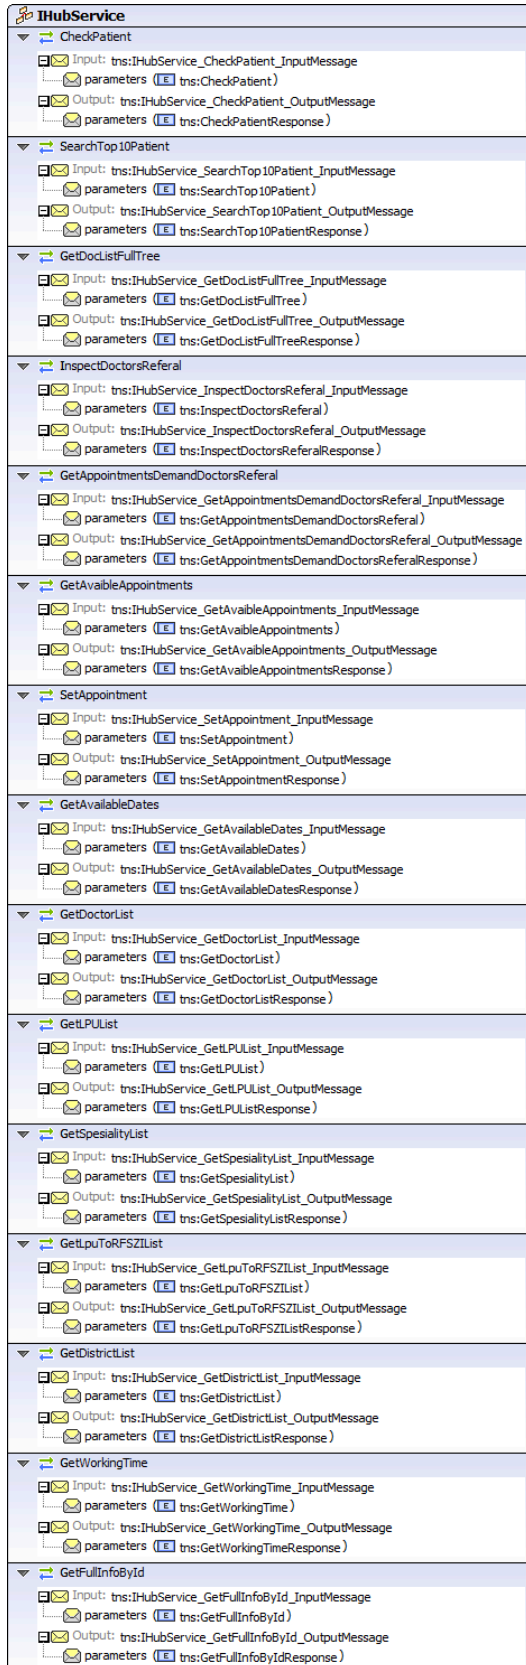 IHubService
CheckPatient
Input: tns:IHubService_CheckPatient_InputMessage
parameters (E tns:CheckPatient)
Output: tns:IHubService_CheckPatient_OutputMessage
parameters (E tns:CheckPatientResponse)
SearchTop10Patient
Input: tns:IHubService_SearchTop10Patient_InputMessage
parameters (E tns:SearchTop10Patient)
Output: tns:IHubService_SearchTop10Patient_OutputMessage
parameters (E tns:SearchTop10PatientResponse)
GetDocListFullTree
Input: tns:IHubService_GetDocListFullTree_InputMessage
parameters (E tns:GetDocListFullTree)
Output: tns:IHubService_GetDocListFullTree_OutputMessage
parameters (E tns:GetDocListFullTreeResponse)
InspectDoctorsReferal
Input: tns:IHubService_InspectDoctorsReferal_InputMessage
parameters (E tns:InspectDoctorsReferal)
Output: tns:IHubService_InspectDoctorsReferal_OutputMessage
parameters (E tns:InspectDoctorsReferalResponse)
GetAppointmentsDemandDoctorsReferal
Input: tns:IHubService_GetAppointmentsDemandDoctorsReferal_InputMessage
parameters (E tns:GetAppointmentsDemandDoctorsReferal)
Output: tns:IHubService_GetAppointmentsDemandDoctorsReferal_OutputMessage
parameters (E tns:GetAppointmentsDemandDoctorsReferalResponse)
GetAvaibleAppointments
Input: tns:IHubService_GetAvaibleAppointments_InputMessage
parameters (E tns:GetAvaibleAppointments)
Output: tns:IHubService_GetAvaibleAppointments_OutputMessage
parameters (E tns:GetAvaibleAppointmentsResponse)
SetAppointment
Input: tns:IHubService_SetAppointment_InputMessage
parameters (E tns:SetAppointment)
Output: tns:IHubService_SetAppointment_OutputMessage
parameters (E tns:SetAppointmentResponse)
GetAvailableDates
Input: tns:IHubService_GetAvailableDates_InputMessage
parameters (E tns:GetAvailableDates)
Output: tns:IHubService_GetAvailableDates_OutputMessage
parameters (E tns:GetAvailableDatesResponse)
GetDoctorList
Input: tns:IHubService_GetDoctorList_InputMessage
parameters (E tns:GetDoctorList)
Output: tns:IHubService_GetDoctorList_OutputMessage
parameters (E tns:GetDoctorListResponse)
GetLPUList
Input: tns:IHubService_GetLPUList_InputMessage
parameters (E tns:GetLPUList)
Output: tns:IHubService_GetLPUList_OutputMessage
parameters (E tns:GetLPUListResponse)
GetSpesialityList
Input: tns:IHubService_GetSpesialityList_InputMessage
parameters (E tns:GetSpesialityList)
Output: tns:IHubService_GetSpesialityList_OutputMessage
parameters (E tns:GetSpesialityListResponse)
GetLpuToRFSZIList
Input: tns:IHubService_GetLpuToRFSZIList_InputMessage
parameters (E tns:GetLpuToRFSZIList)
Output: tns:IHubService_GetLpuToRFSZIList_OutputMessage
parameters (E tns:GetLpuToRFSZIListResponse)
GetDistrictList
Input: tns:IHubService_GetDistrictList_InputMessage
parameters (E tns:GetDistrictList)
Output: tns:IHubService_GetDistrictList_OutputMessage
parameters (E tns:GetDistrictListResponse)
GetWorkingTime
Input: tns:IHubService_GetWorkingTime_InputMessage
parameters (E tns:GetWorkingTime)
Output: tns:IHubService_GetWorkingTime_OutputMessage
parameters (E tns:GetWorkingTimeResponse)
GetFullInfoById
Input: tns:IHubService_GetFullInfoById_InputMessage
parameters (E tns:GetFullInfoById)
Output: tns:IHubService_GetFullInfoById_OutputMessage
parameters (E tns:GetFullInfoByIdResponse)